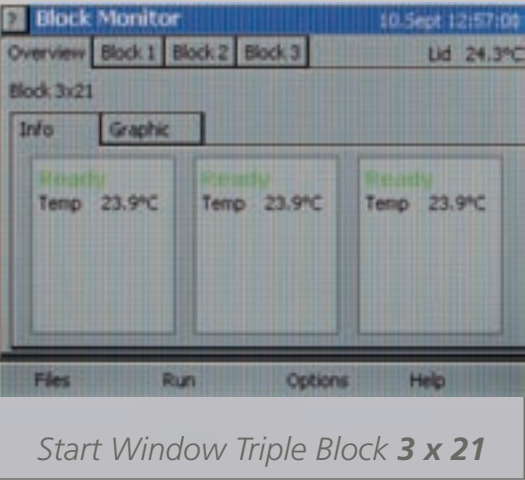 ? Block Monitor 10.Sept 12:57:01
Overview Block 1 Block 2 Block 3 Lid 24.3°C
Block 3x21
Info Graphic
Ready Ready Ready
Temp 23.9°C Temp 23.9°C Temp 23.9°C
Files Run Options Help
Start Window Triple Block 3 x 21